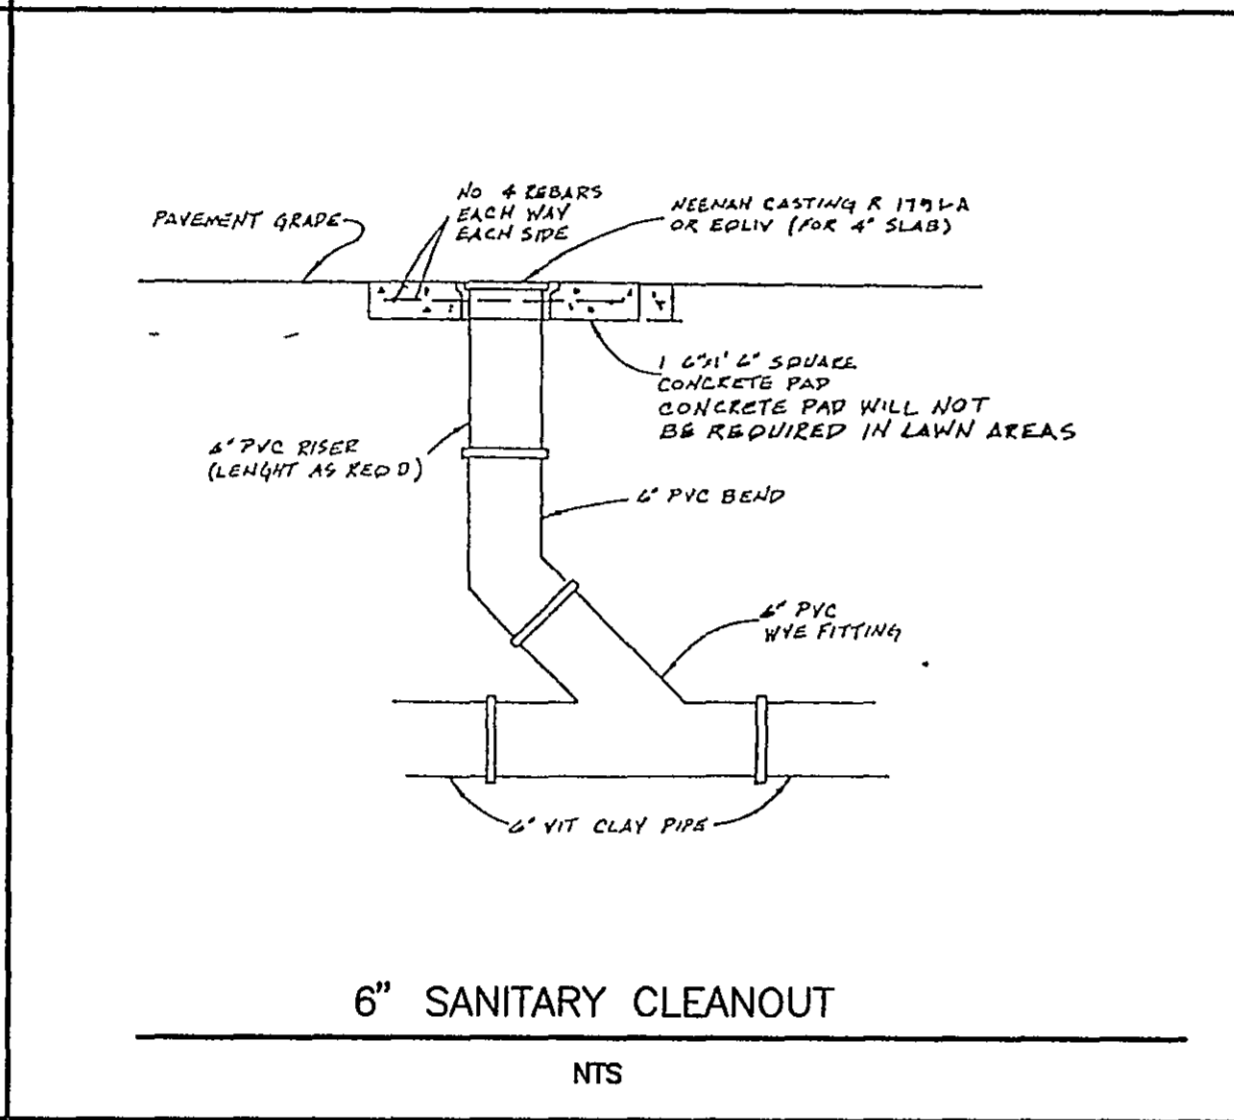 PAVEMENT GRADE
NO 4 REBARS
EACH WAY
EACH SIDE
NEENAH CASTING R
OR EQUIV (FOR 4" SLAB)
1 6"x1' 6" SQUARE
CONCRETE PAD
CONCRETE PAD WILL NOT
BE REQUIRED IN LAWN AREAS
6" PVC RISER
(LENGHT AS REQ D)
6" PVC BEND
6" PVC
WYE FITTING
6" VIT CLAY PIPE
6” SANITARY CLEANOUT
NTS